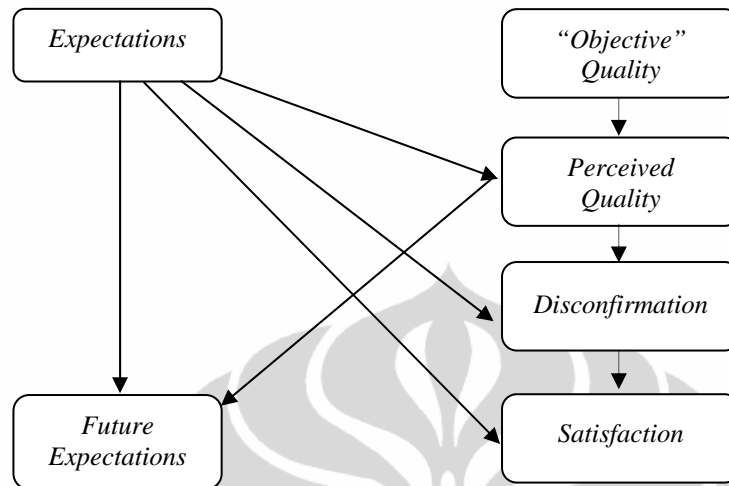 Expectations
“Objective”
Quality
Perceived
Quality
Disconfirmation
Future
Expectations
Satisfaction